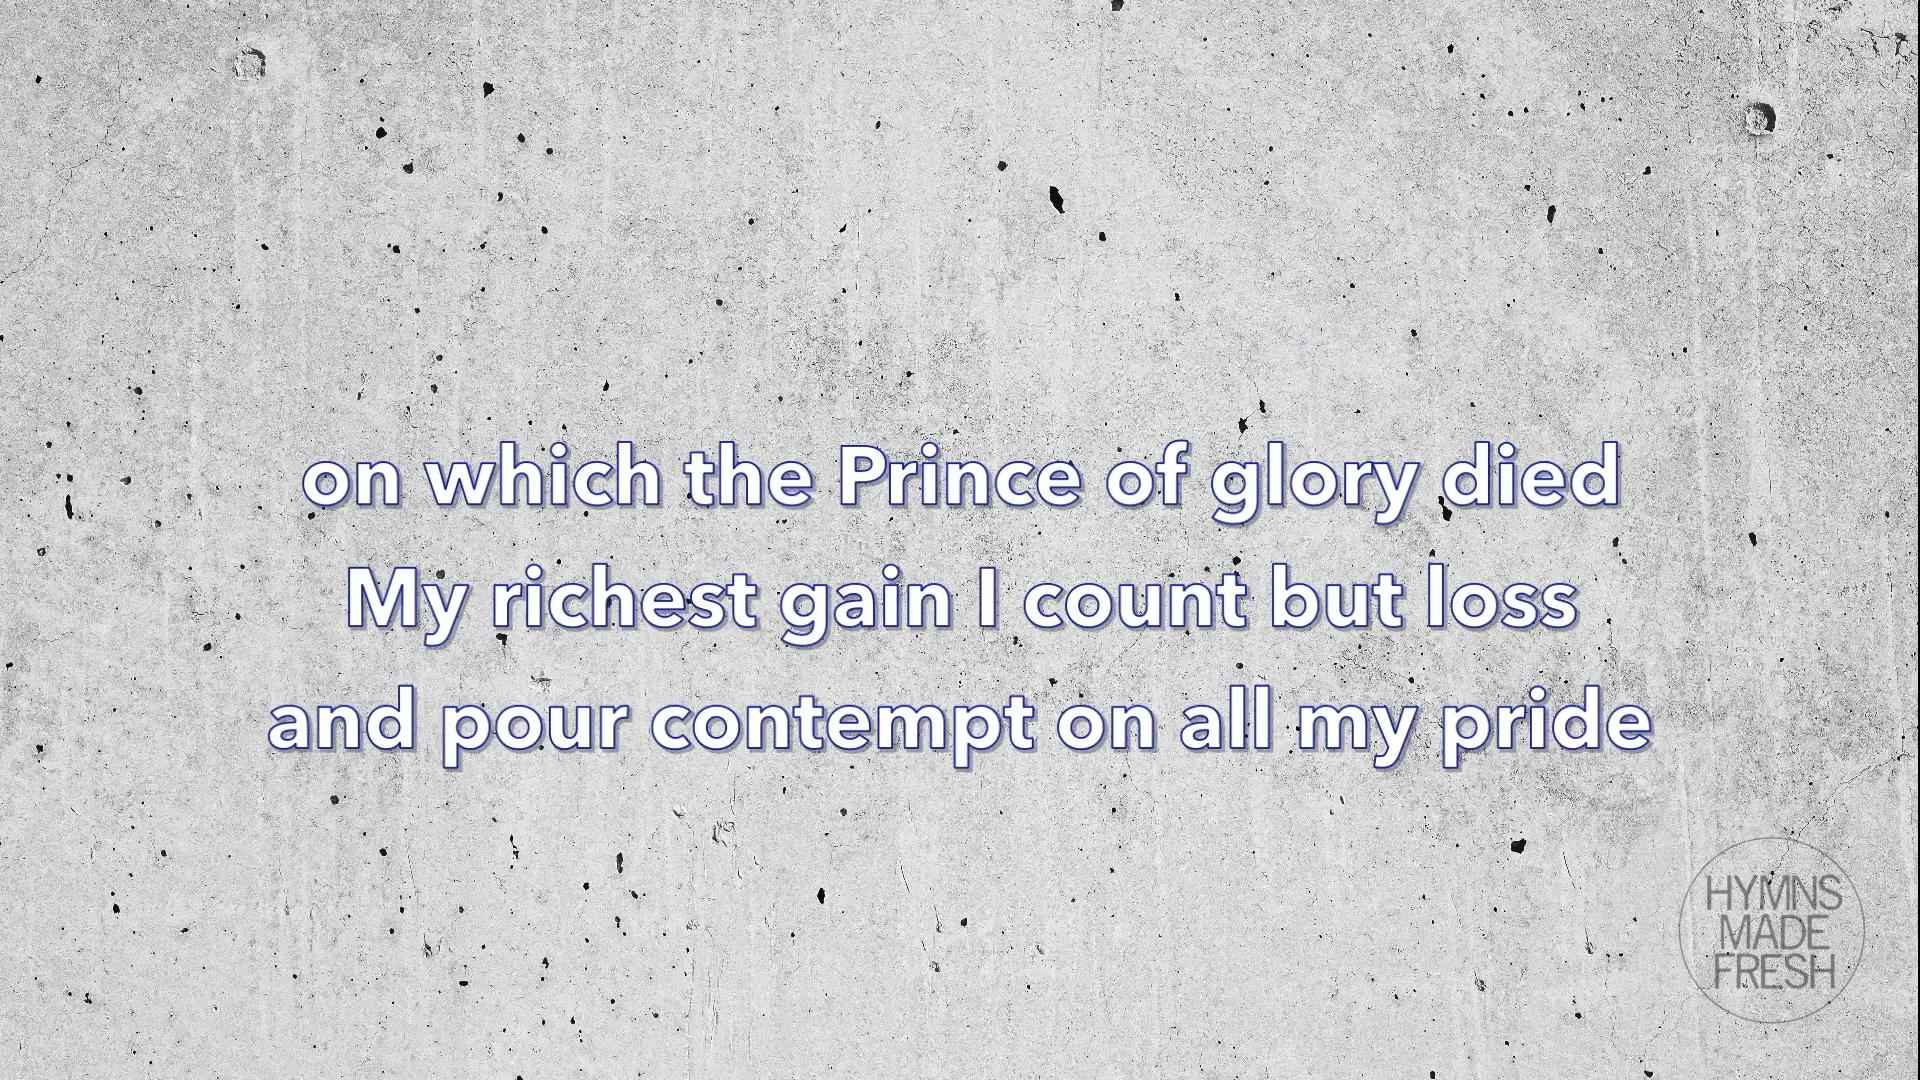 on which the Prince of glory died
My richest gain I count but loss
and pour contempt on all my pride
HYMNS
MADE
FRESH